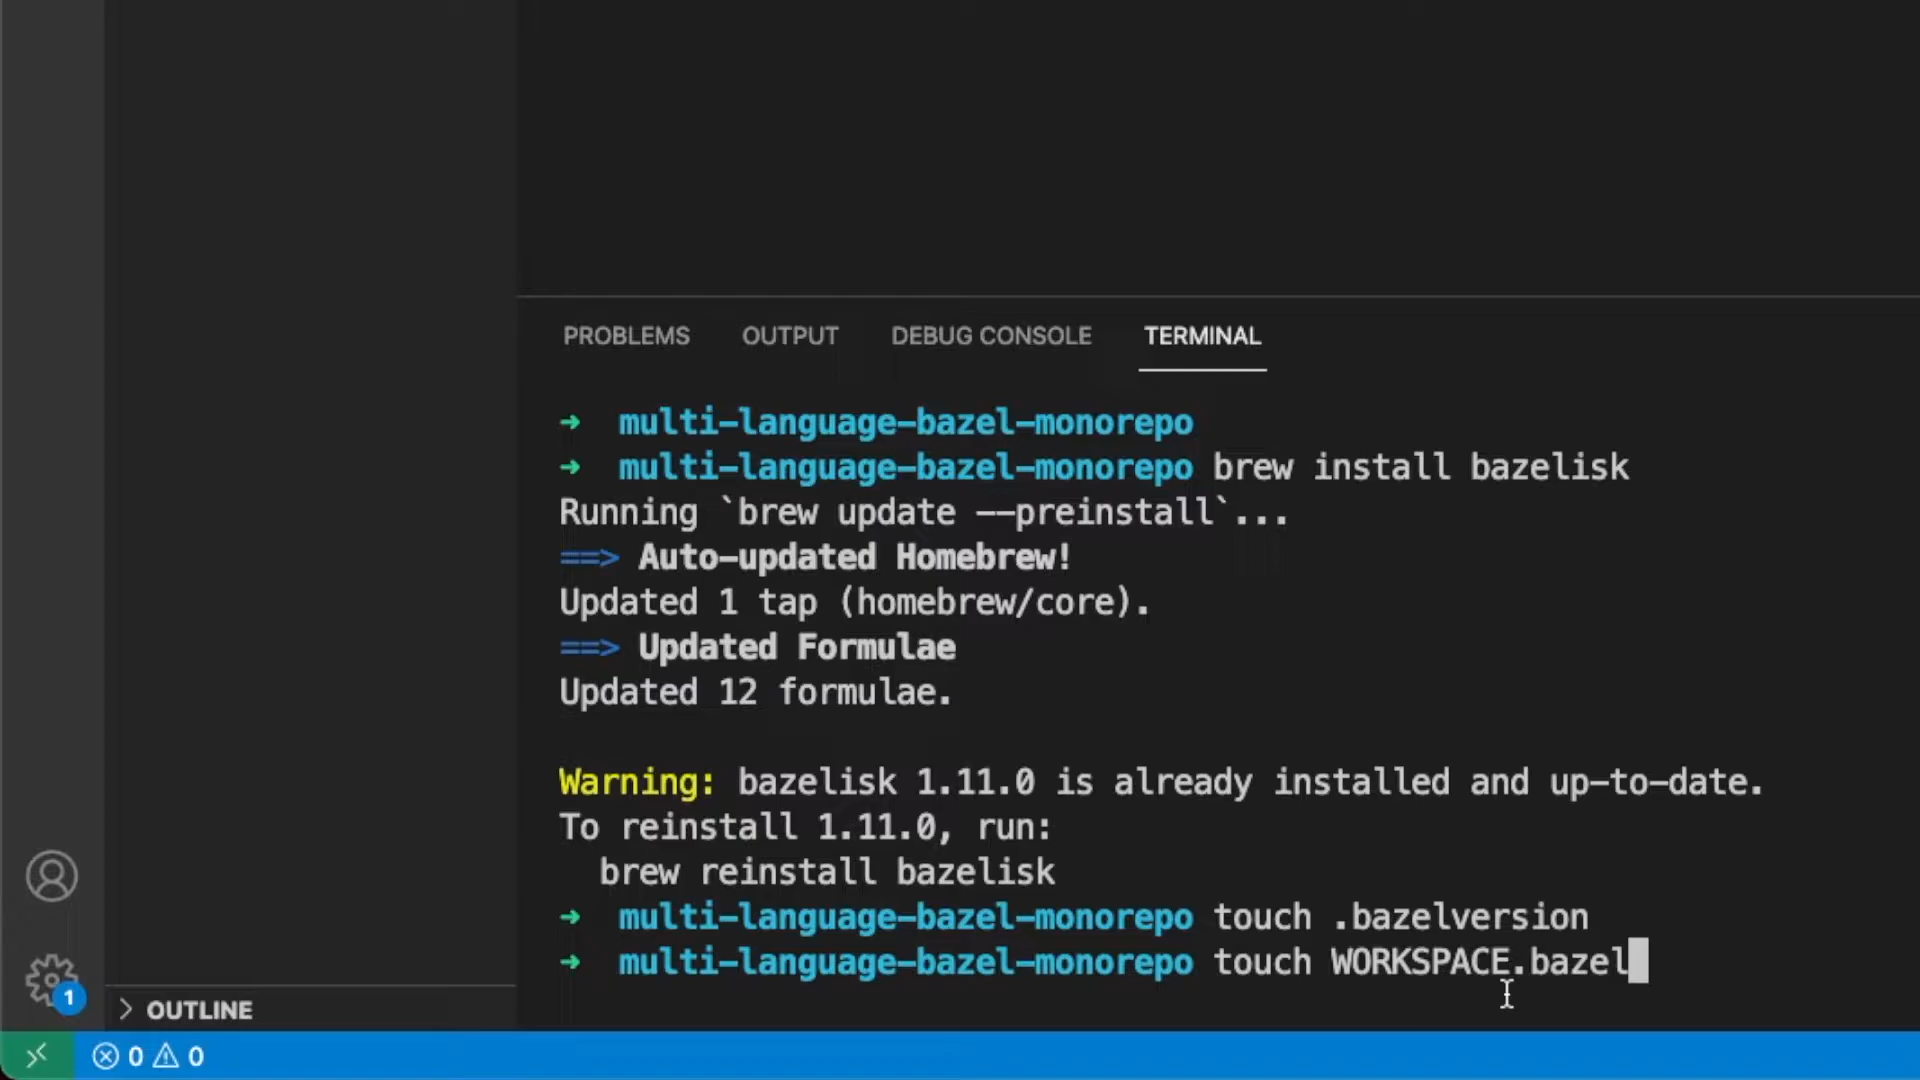 PROBLEMS OUTPUT DEBUG CONSOLE TERMINAL
→ multi-language-bazel-monorepo
→ multi-language-bazel-monorepo brew install bazelisk
Running `brew update --preinstall`...
==> Auto-updated Homebrew!
Updated 1 tap (homebrew/core).
==> Updated Formulae
Updated 12 formulae.
Warning: bazelisk 1.11.0 is already installed and up-to-date.
To reinstall 1.11.0, run:
brew reinstall bazelisk
→ multi-language-bazel-monorepo touch .bazelversion
→ multi-language-bazel-monorepo touch WORKSPACE.bazel
1
> OUTLINE
0 0